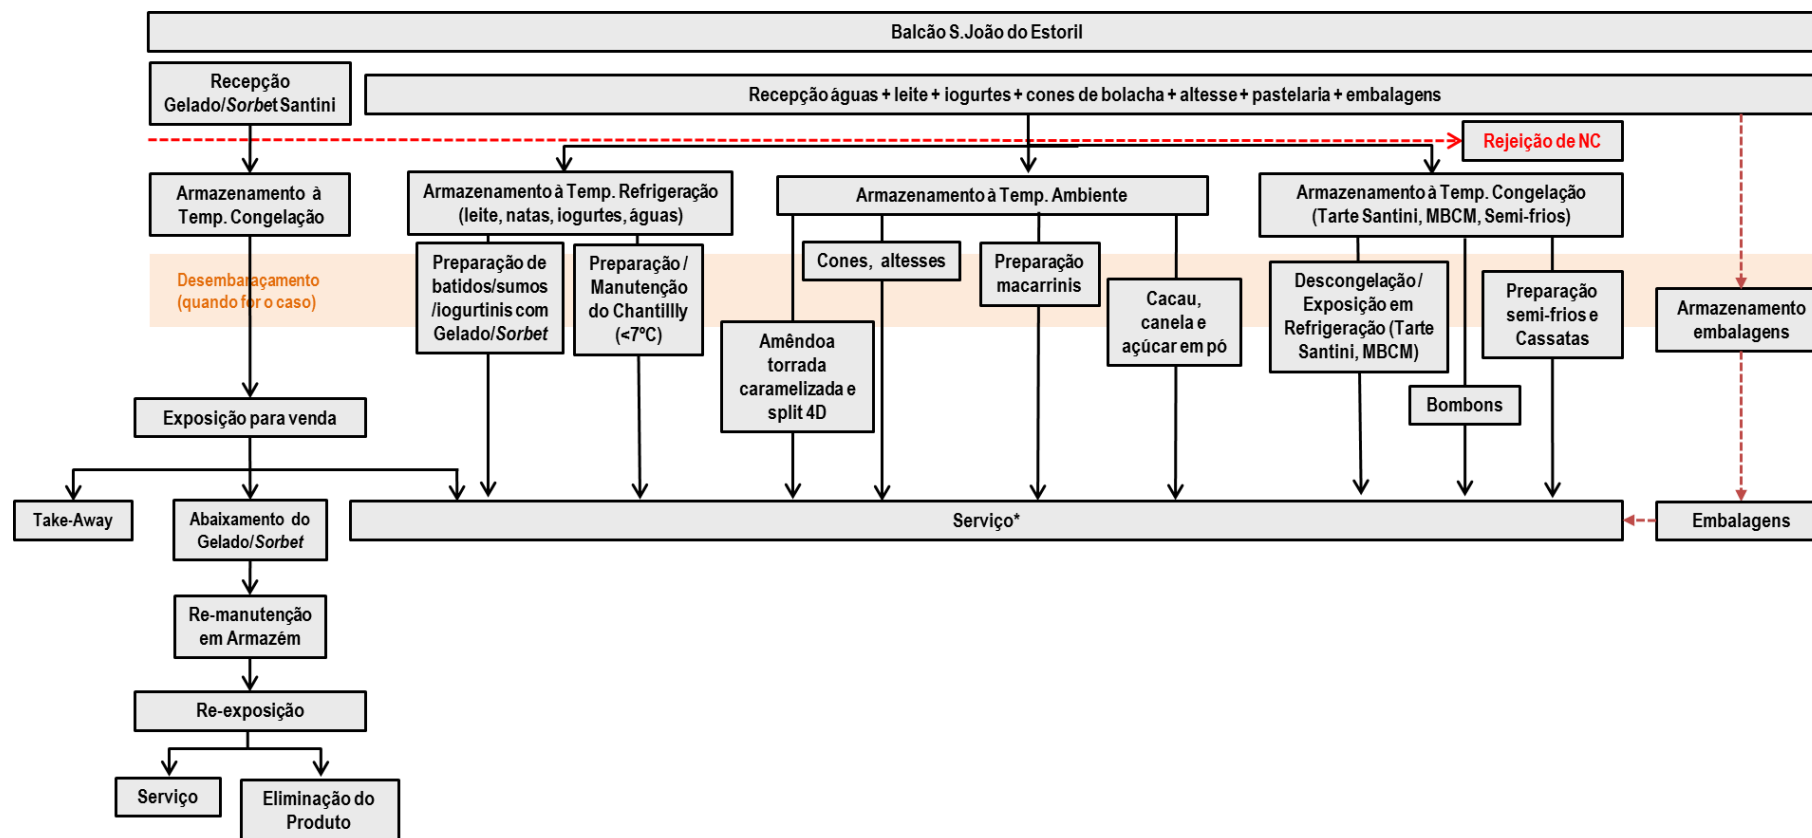 Balcão S.João do Estoril
Recepção
Gelado/Sorbet Santini
Recepção águas + leite + iogurtes + cones de bolacha + altesse + pastelaria + embalagens
Rejeição de NC
Armazenamento à
Temp. Congelação
Armazenamento à Temp. Refrigeração
(leite, natas, iogurtes, águas)
Armazenamento à Temp. Ambiente
Armazenamento à Temp. Congelação
(Tarte Santini, MBCM, Semi-frios)
Desembaraçamento
(quando for o caso)
Preparação de
batidos/sumos
/iogurtinis com
Gelado/Sorbet
Preparação /
Manutenção
do Chantillly
(<7ºC)
Cones, altesses
Preparação
macarrinis
Cacau,
canela e
açúcar em pó
Amêndoa
torrada
caramelizada e
split 4D
Descongelação /
Exposição em
Refrigeração (Tarte
Santini, MBCM)
Preparação
semi-frios e
Cassatas
Armazenamento
embalagens
Bombons
Exposição para venda
Take-Away
Abaixamento do
Gelado/Sorbet
Serviço*
Embalagens
Re-manutenção
em Armazém
Re-exposição
Serviço
Eliminação do
Produto